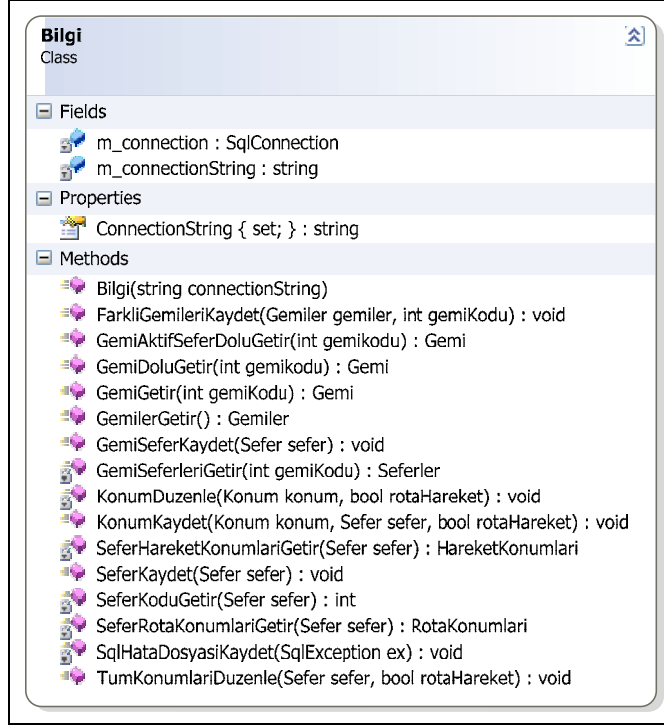 Bilgi
Class
Fields
m_connection : SqlConnection
m_connectionString : string
Properties
ConnectionString { set; } : string
Methods
Bilgi(string connectionString)
FarkliGemileriKaydet(Gemiler gemiler, int gemiKodu) : void
GemiAktifSeferDoluGetir(int gemikodu) : Gemi
GemiDoluGetir(int gemikodu) : Gemi
GemiGetir(int gemiKodu) : Gemi
GemilerGetir() : Gemiler
GemiSeferKaydet(Sefer sefer) : void
GemiSeferleriGetir(int gemiKodu) : Seferler
KonumDuzenle(Konum konum, bool rotaHareket) : void
KonumKaydet(Konum konum, Sefer sefer, bool rotaHareket) : void
SeferHareketKonumlariGetir(Sefer sefer) : HareketKonumlari
SeferKaydet(Sefer sefer) : void
SeferKoduGetir(Sefer sefer) : int
SeferRotaKonumlariGetir(Sefer sefer) : RotaKonumlari
SqlHataDosyasiKaydet(SqlException ex) : void
TumKonumlariDuzenle(Sefer sefer, bool rotaHareket) : void